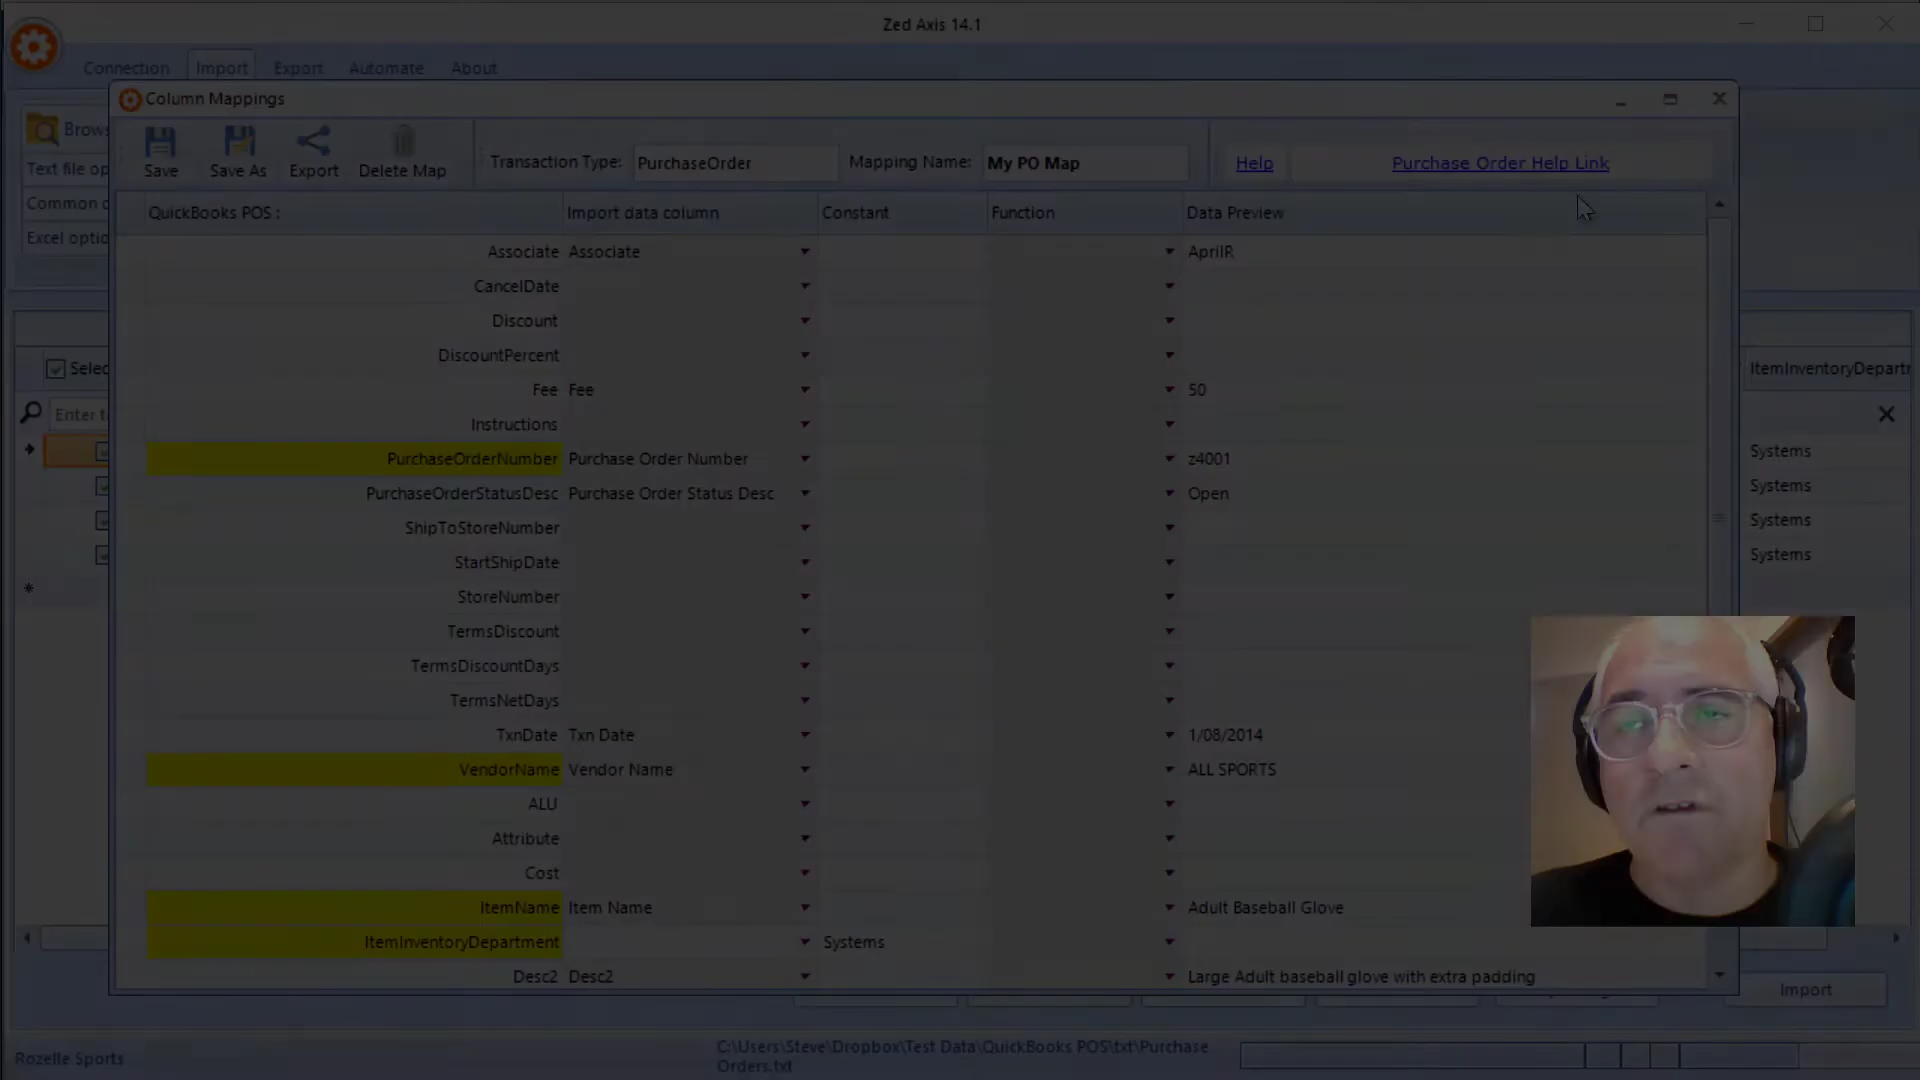 Zed Axis 14.1
Connection Import Export Automate About
Column Mappings
Save Save As Export Delete Map Transaction Type: PurchaseOrder Mapping Name: My PO Map Help Purchase Order Help Link
QuickBooks POS : Import data column Constant Function Data Preview
Associate Associate AprilR
CancelDate
Discount
DiscountPercent
Fee Fee 50
Instructions
PurchaseOrderNumber Purchase Order Number z4001
PurchaseOrderStatusDesc Purchase Order Status Desc Open
ShipToStoreNumber
StartShipDate
StoreNumber
TermsDiscount
TermsDiscountDays
TermsNetDays
TxnDate Txn Date 1/08/2014
VendorName Vendor Name ALL SPORTS
ALU
Attribute
Cost
ItemName Item Name Adult Baseball Glove
ItemInventoryDepartment Systems
Desc2 Desc2 Large Adult baseball glove with extra padding
Brows
Text file op
Common o
Excel optio
Selec
Enter t
ItemInventoryDepartr
Systems
Systems
Systems
Systems
Import
Rozelle Sports
C:\Users\Steve\Dropbox\Test Data\QuickBooks POS\txt\Purchase
Orders.txt